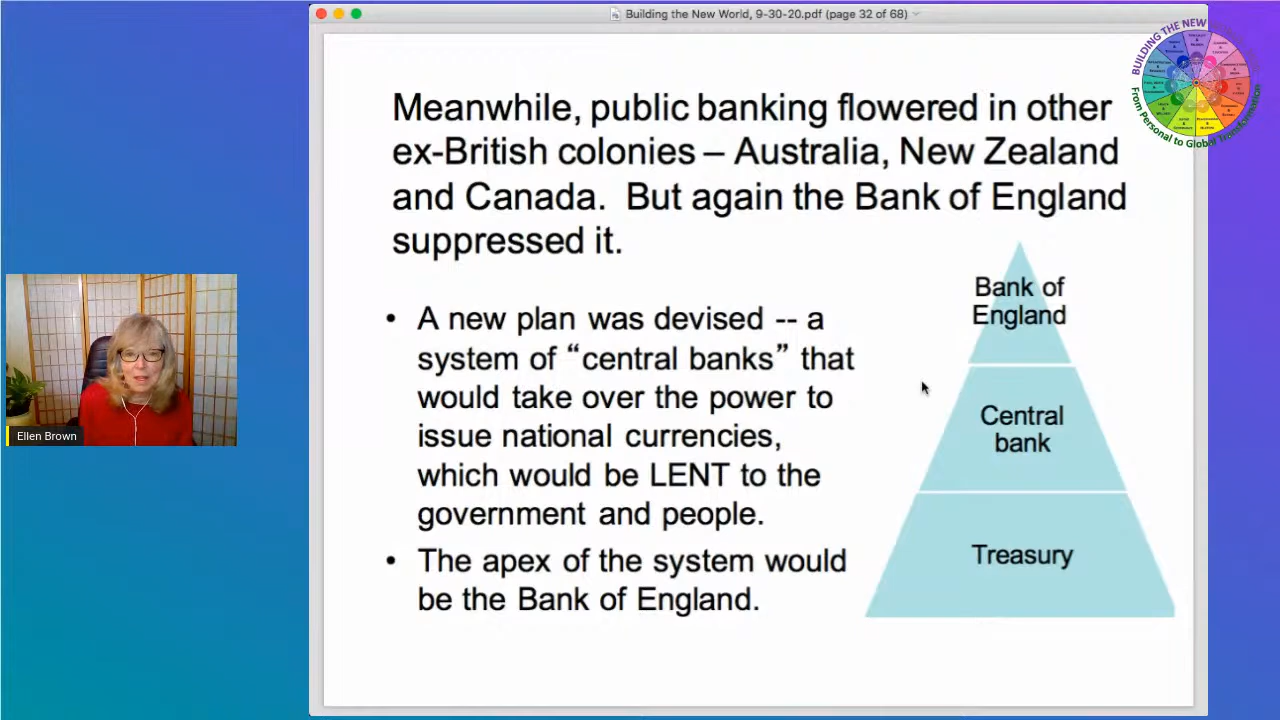 Building the New World, 9-30-20.pdf (page 32 of 68)
BUILDING THE NEW
From Personal to Global Transformation
Meanwhile, public banking flowered in other
ex-British colonies – Australia, New Zealand
and Canada.  But again the Bank of England
suppressed it.
• A new plan was devised -- a
system of “central banks” that
would take over the power to
issue national currencies,
which would be LENT to the
government and people.
• The apex of the system would
be the Bank of England.
Bank of
England
Central
bank
Treasury
Ellen Brown